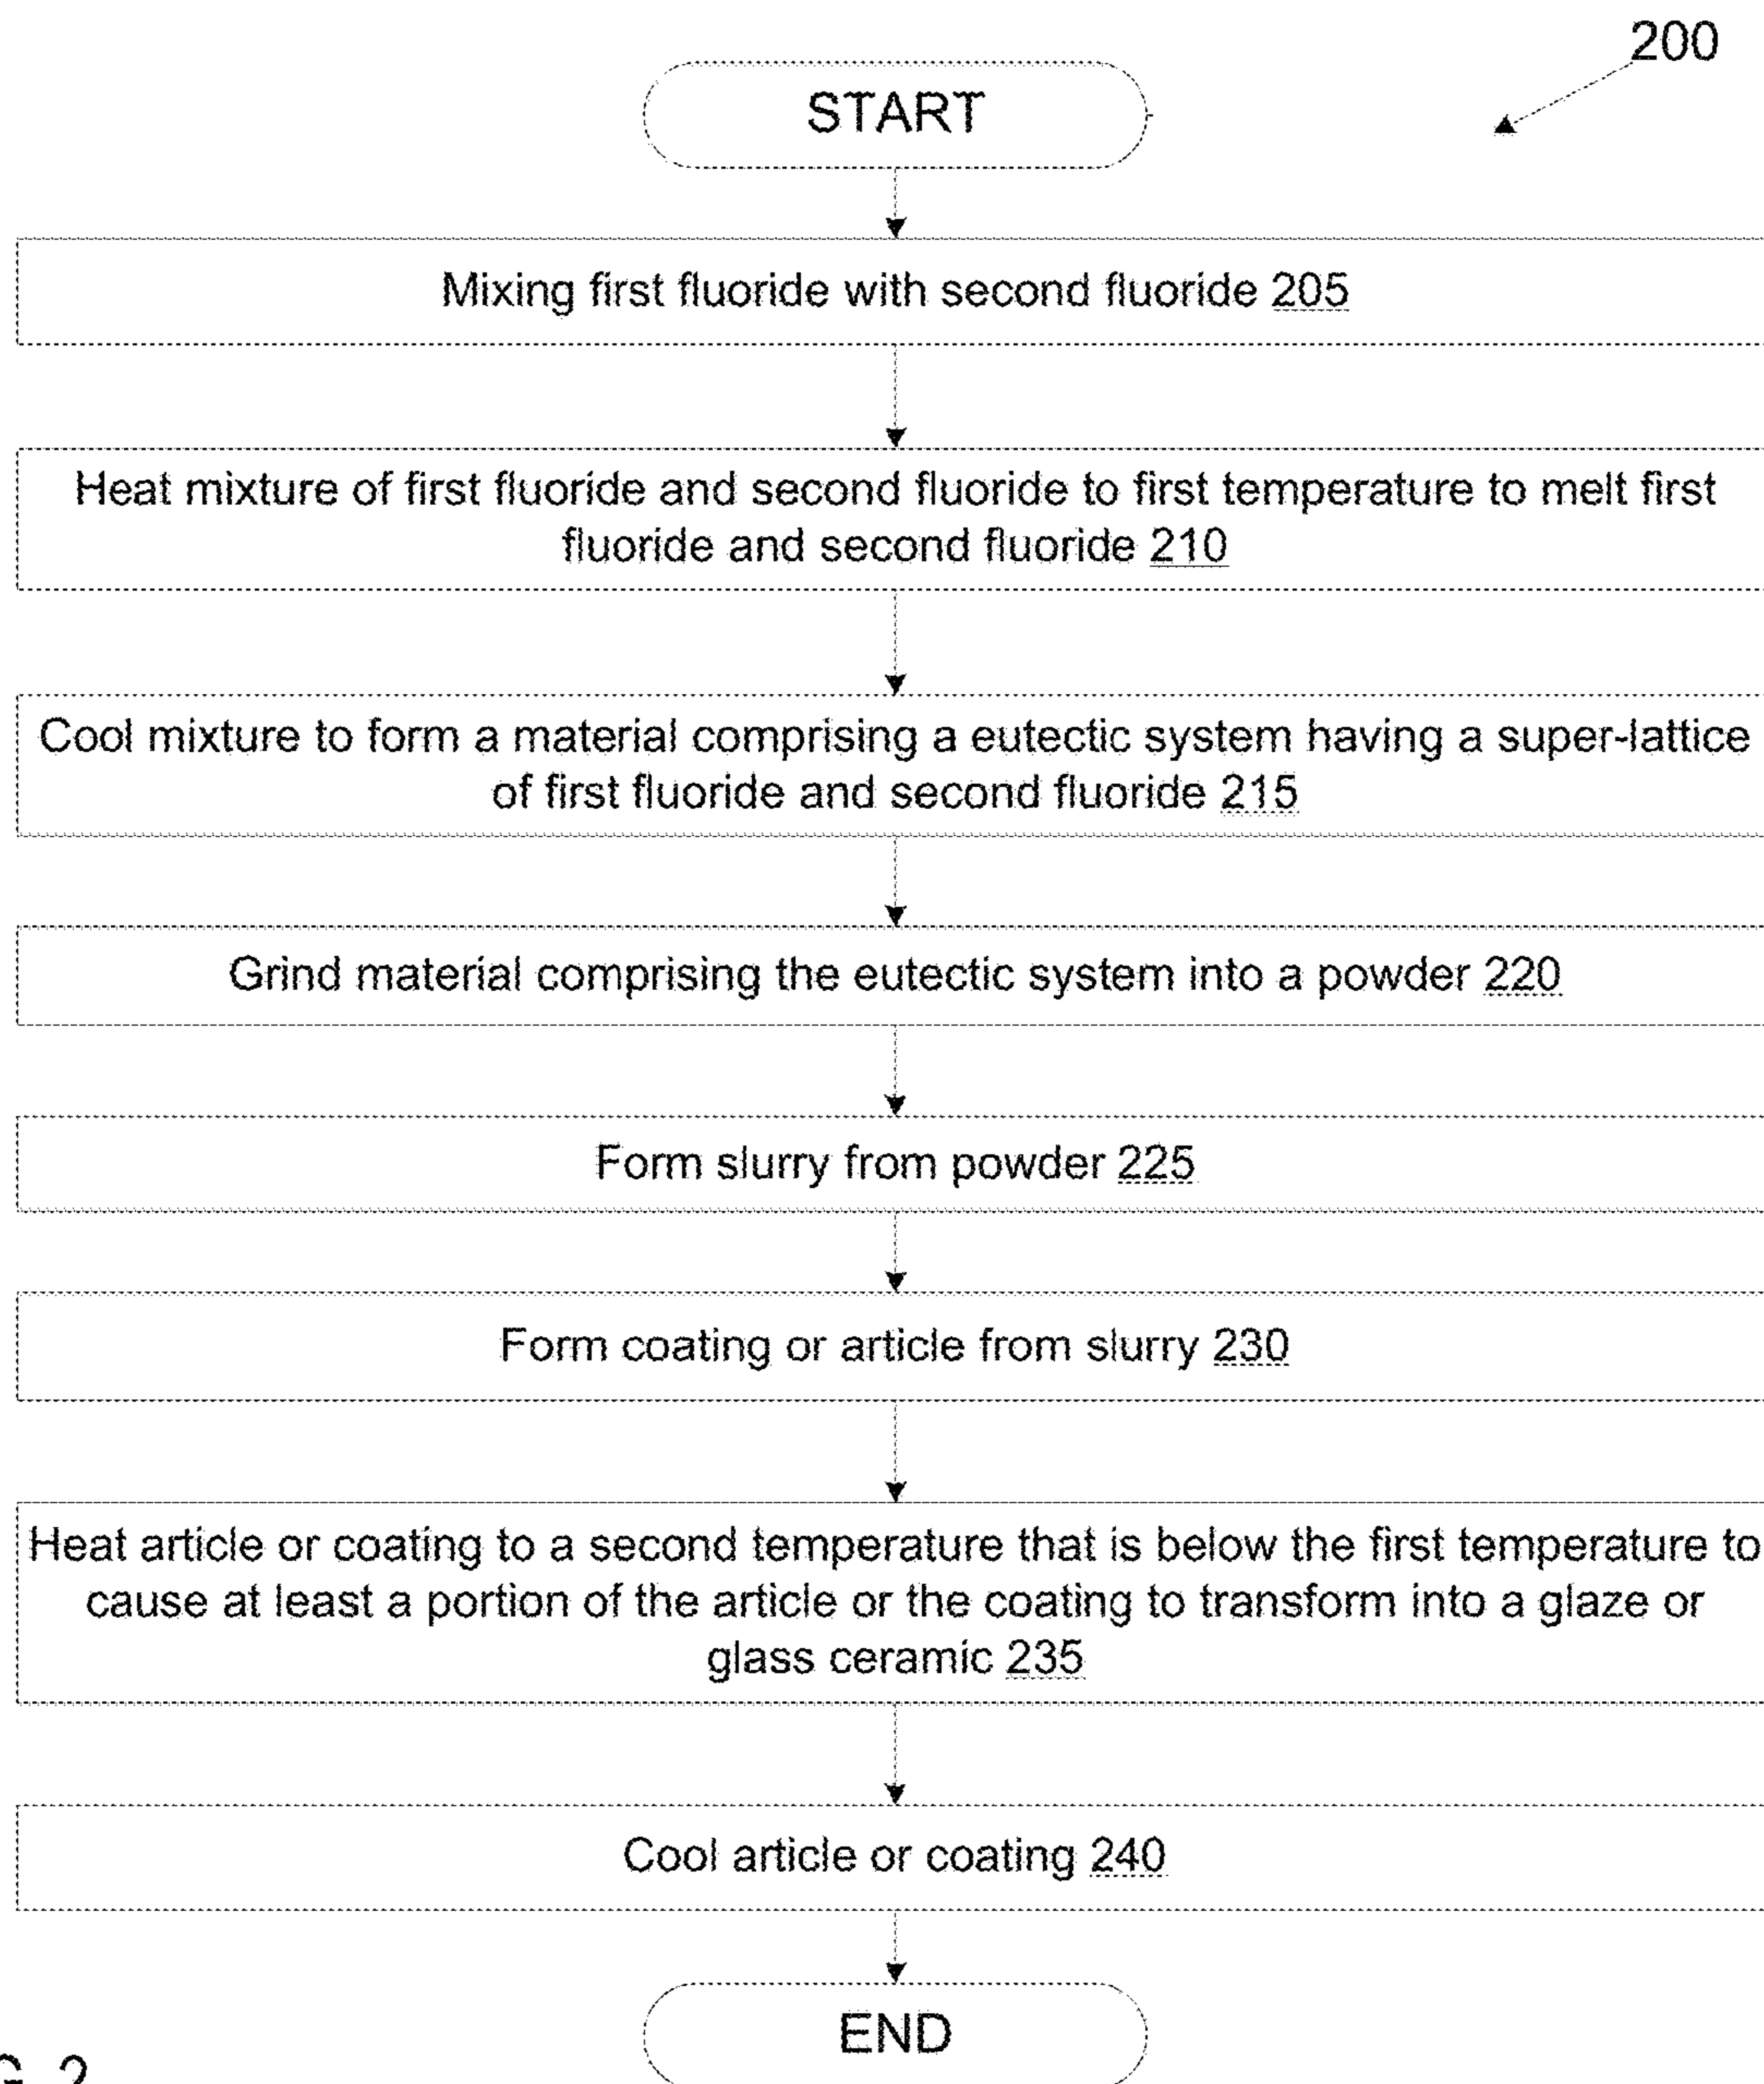 200
START
Mixing first fluoride with second fluoride 205
Heat mixture of first fluoride and second fluoride to first temperature to melt first
fluoride and second fluoride 210
Cool mixture to form a material comprising a eutectic system having a super-lattice
of first fluoride and second fluoride 215
Grind material comprising the eutectic system into a powder 220
Form slurry from powder 225
Form coating or article from slurry 230
Heat article or coating to a second temperature that is below the first temperature to
cause at least a portion of the article or the coating to transform into a glaze or
glass ceramic 235
Cool article or coating 240
END
G. 2